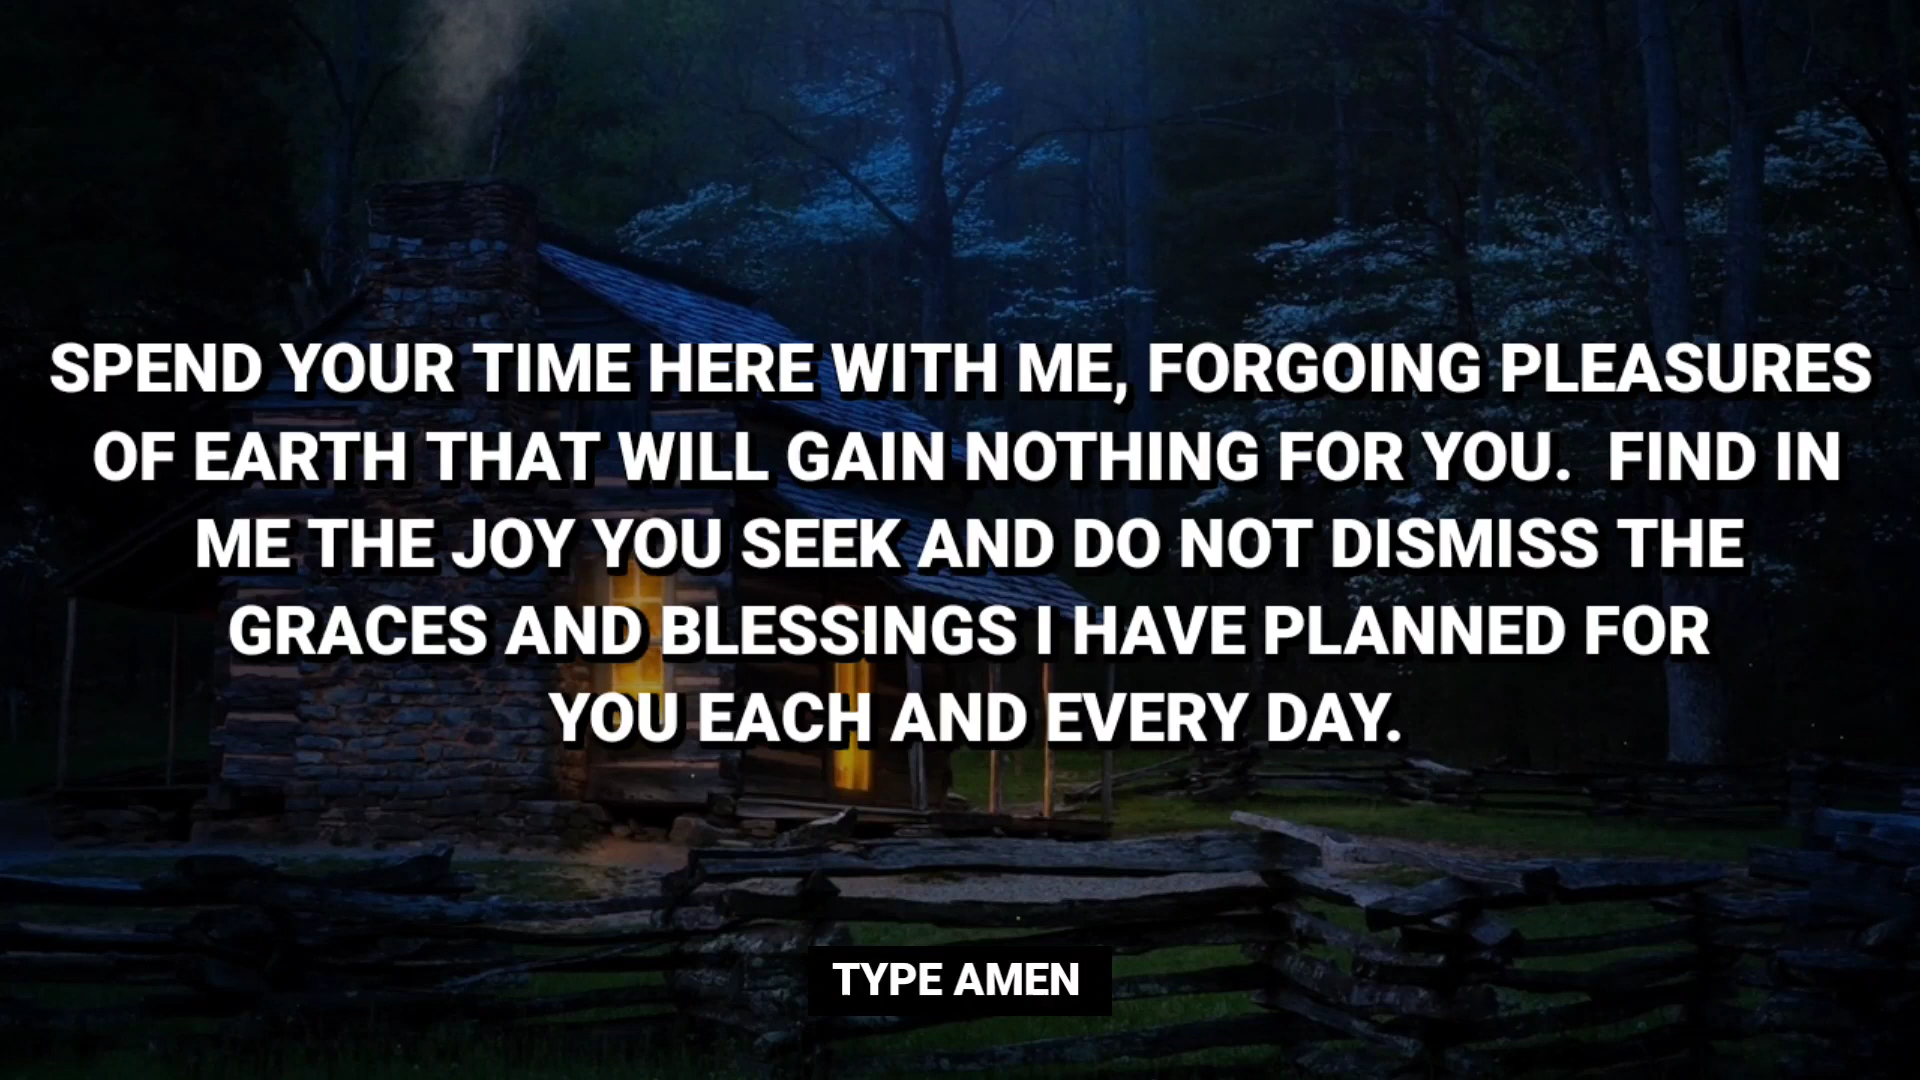 SPEND YOUR TIME HERE WITH ME, FORGOING PLEASURES
OF EARTH THAT WILL GAIN NOTHING FOR YOU.  FIND IN
ME THE JOY YOU SEEK AND DO NOT DISMISS THE
GRACES AND BLESSINGS I HAVE PLANNED FOR
YOU EACH AND EVERY DAY.
TYPE AMEN